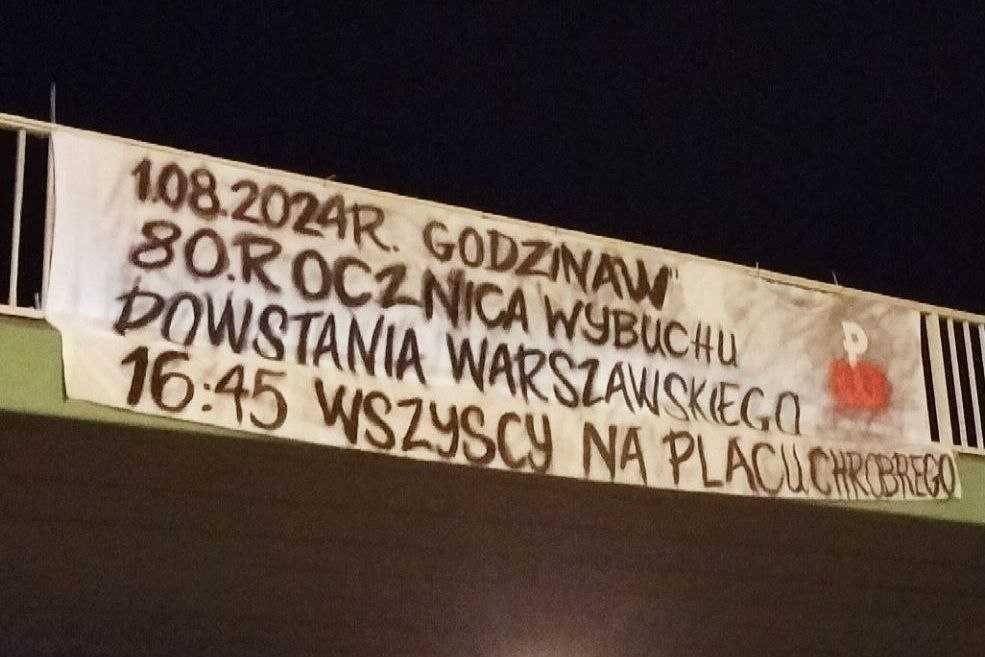 1.08.2024R. GODZINA W"
80.ROCZNICA WYBUCHU
POWSTANIA WARSZAWSKIEGO
16:45 WSZYSCY NA PLACU CHROBREGO